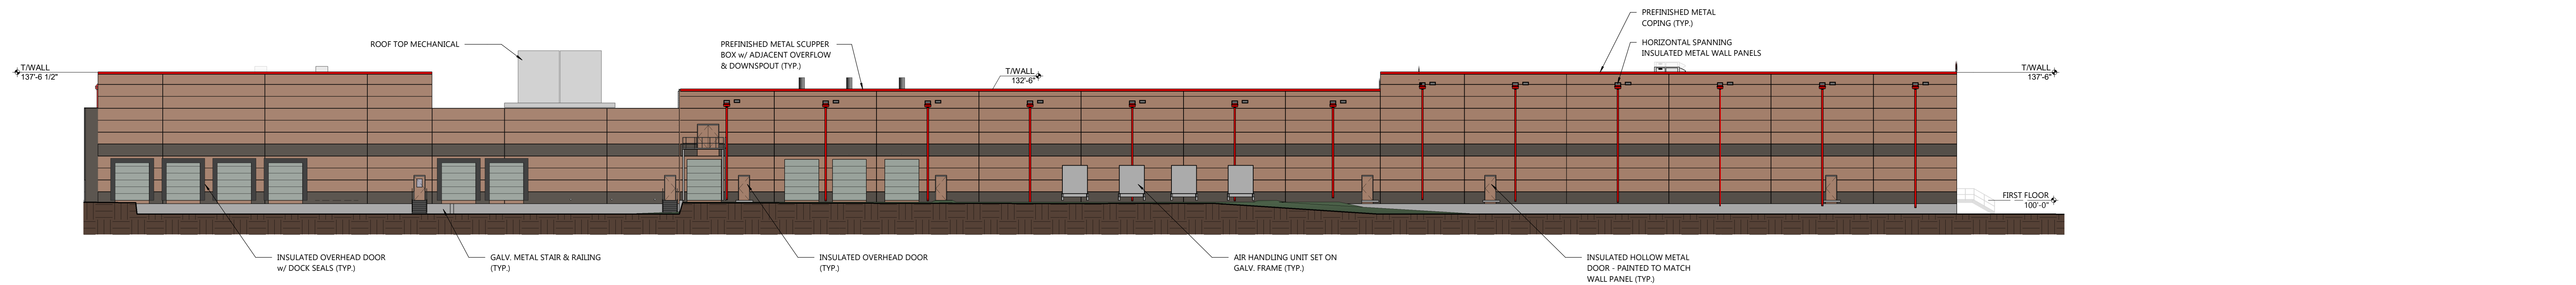 PREFINISHED METAL
COPING (TYP.)
ROOF TOP MECHANICAL
PREFINISHED METAL SCUPPER
BOX w/ ADJACENT OVERFLOW
& DOWNSPOUT (TYP.)
HORIZONTAL SPANNING
INSULATED METAL WALL PANELS
T/WALL
137'-6 1/2"
T/WALL
132'-6"
T/WALL
137'-6"
FIRST FLOOR
100'-0"
INSULATED OVERHEAD DOOR
w/ DOCK SEALS (TYP.)
GALV. METAL STAIR & RAILING
(TYP.)
INSULATED OVERHEAD DOOR
(TYP.)
AIR HANDLING UNIT SET ON
GALV. FRAME (TYP.)
INSULATED HOLLOW METAL
DOOR - PAINTED TO MATCH
WALL PANEL (TYP.)